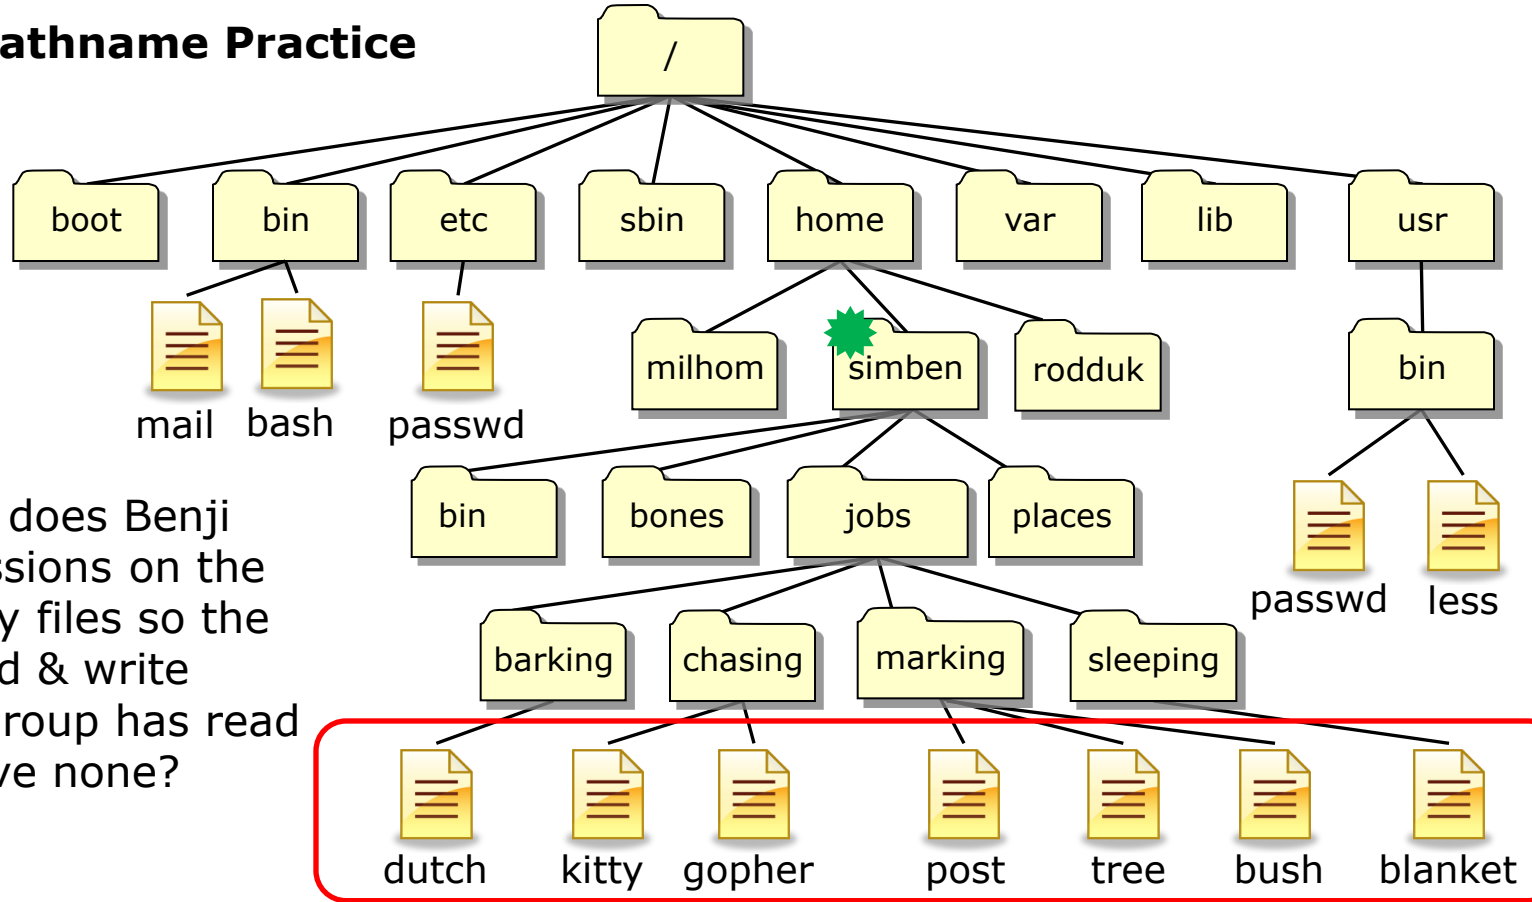 athname Practice
/
boot bin etc sbin home var lib usr
mail bash passwd
milhom simben rodduk bin
bin bones jobs places
passwd less
does Benji
ssions on the
y files so the
d & write
roup has read
ve none?
barking chasing marking sleeping
dutch kitty gopher post tree bush blanket